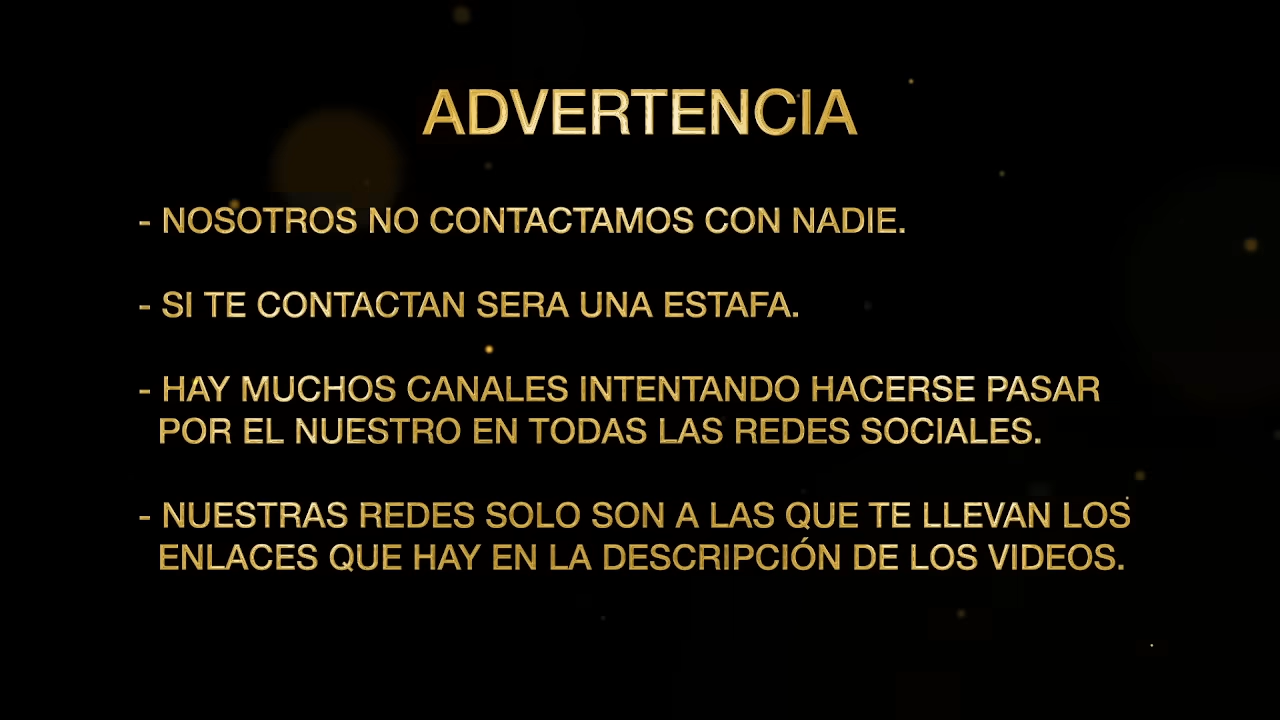 ADVERTENCIA
- NOSOTROS NO CONTACTAMOS CON NADIE.
- SI TE CONTACTAN SERA UNA ESTAFA.
- HAY MUCHOS CANALES INTENTANDO HACERSE PASAR
POR EL NUESTRO EN TODAS LAS REDES SOCIALES.
- NUESTRAS REDES SOLO SON A LAS QUE TE LLEVAN LOS
ENLACES QUE HAY EN LA DESCRIPCIÓN DE LOS VIDEOS.